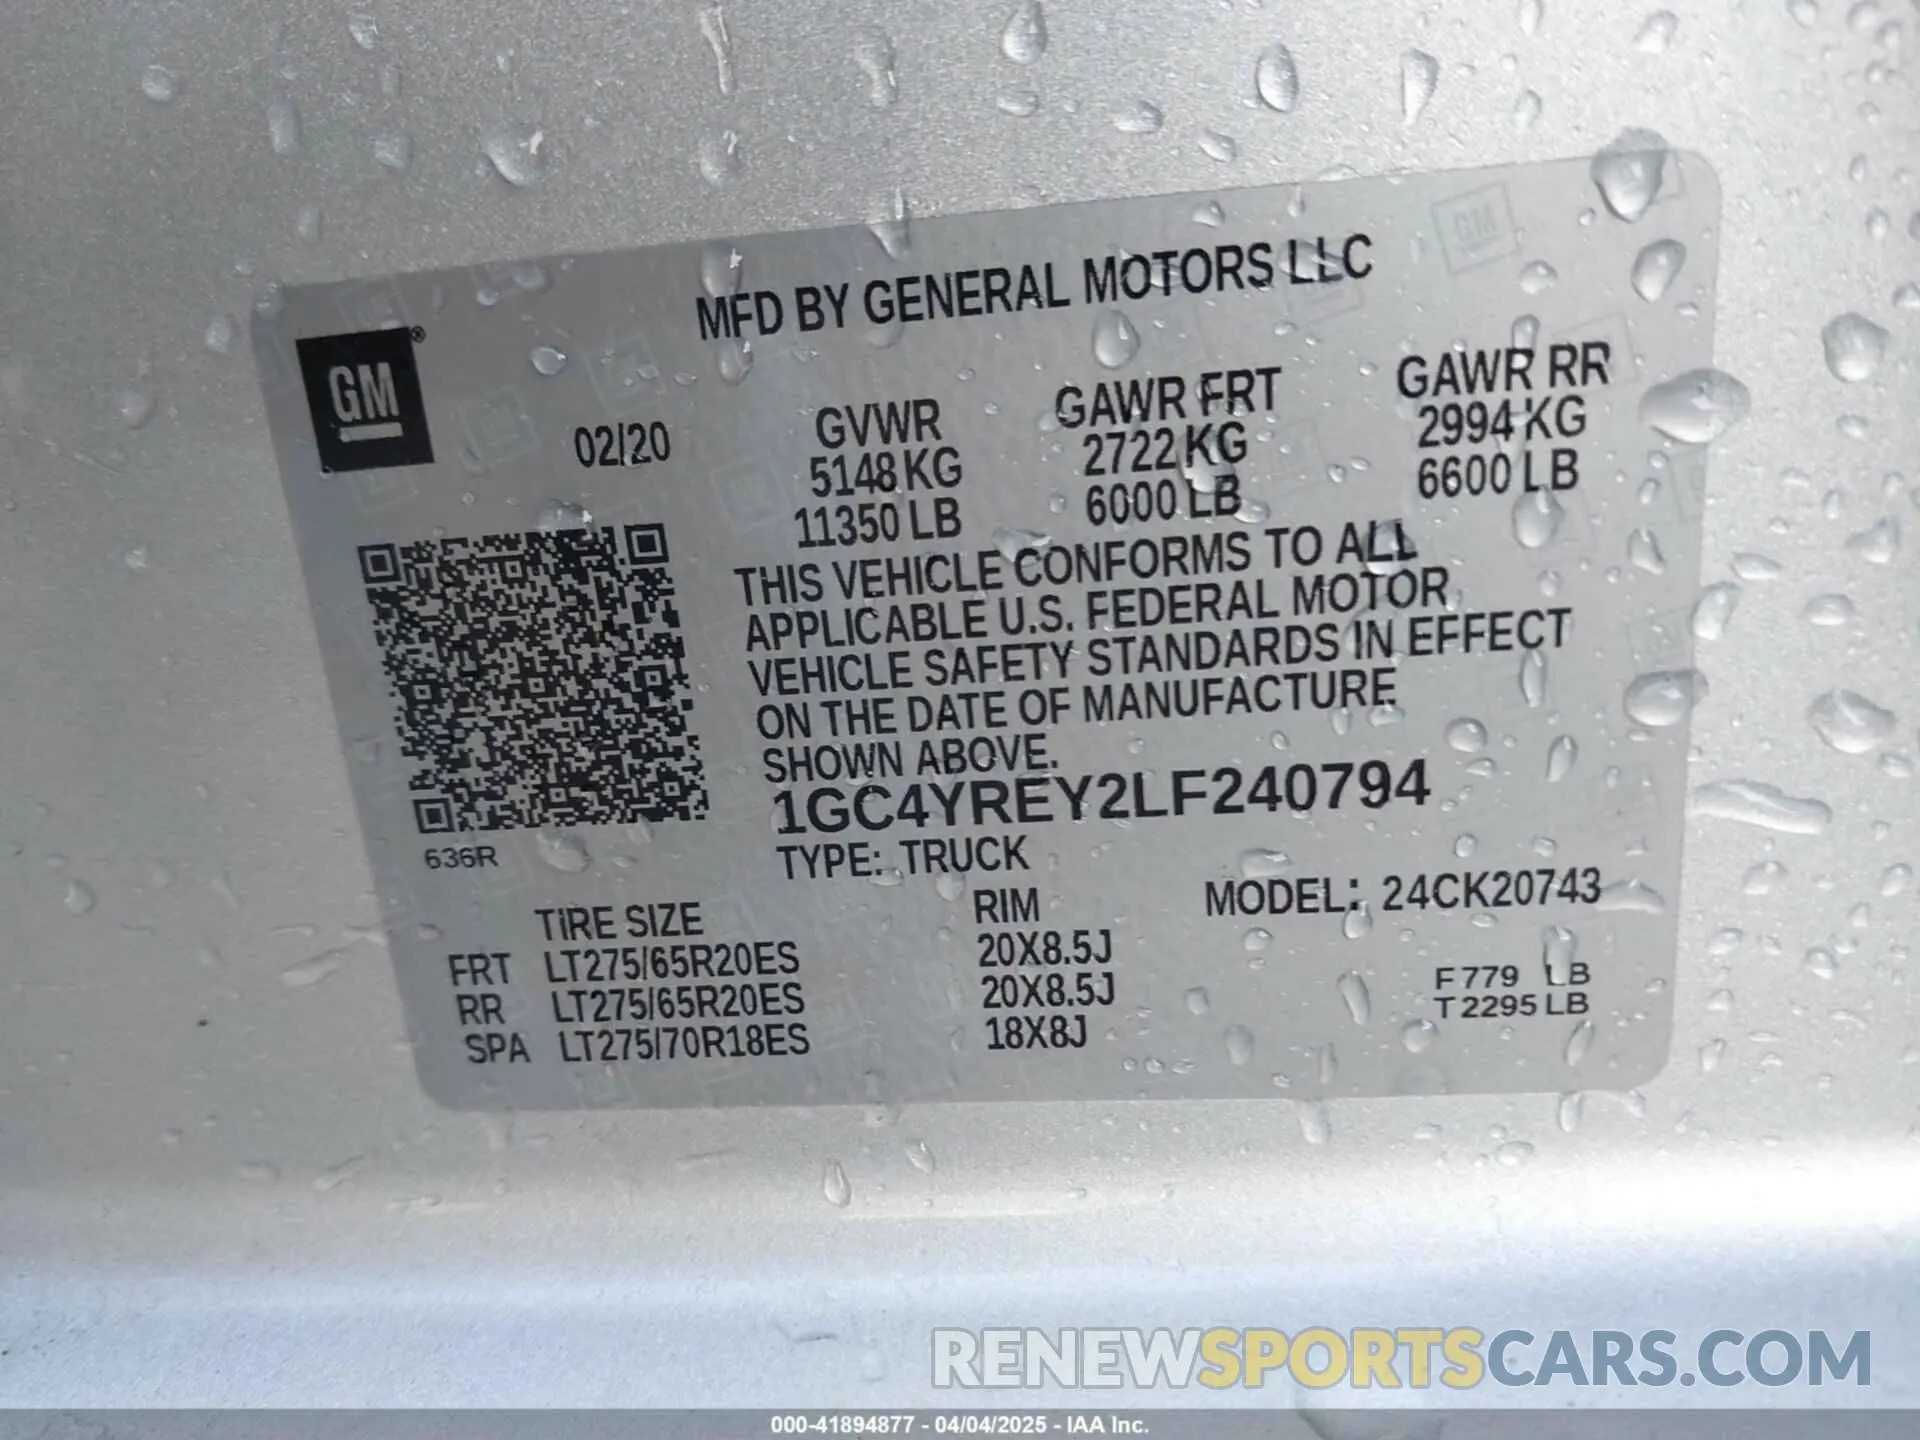 MFD BY GENERAL MOTORS LLC
GM®
02/20
GVWR
5148 KG
11350 LB
GAWR FRT
2722 KG
6000 LB
GAWR RR
2994 KG
6600 LB
THIS VEHICLE CONFORMS TO ALL
APPLICABLE U.S. FEDERAL MOTOR
VEHICLE SAFETY STANDARDS IN EFFECT
ON THE DATE OF MANUFACTURE
SHOWN ABOVE.
1GC4YREY2LF240794
636R
TYPE: TRUCK
MODEL: 24CK20743
TIRE SIZE RIM
FRT LT275/65R20ES 20X8.5J
RR LT275/65R20ES 20X8.5J
SPA LT275/70R18ES 18X8J
F 779 LB
T 2295 LB
RENEWSPORTSCARS.COM
000-41894877 - 04/04/2025 - IAA Inc.